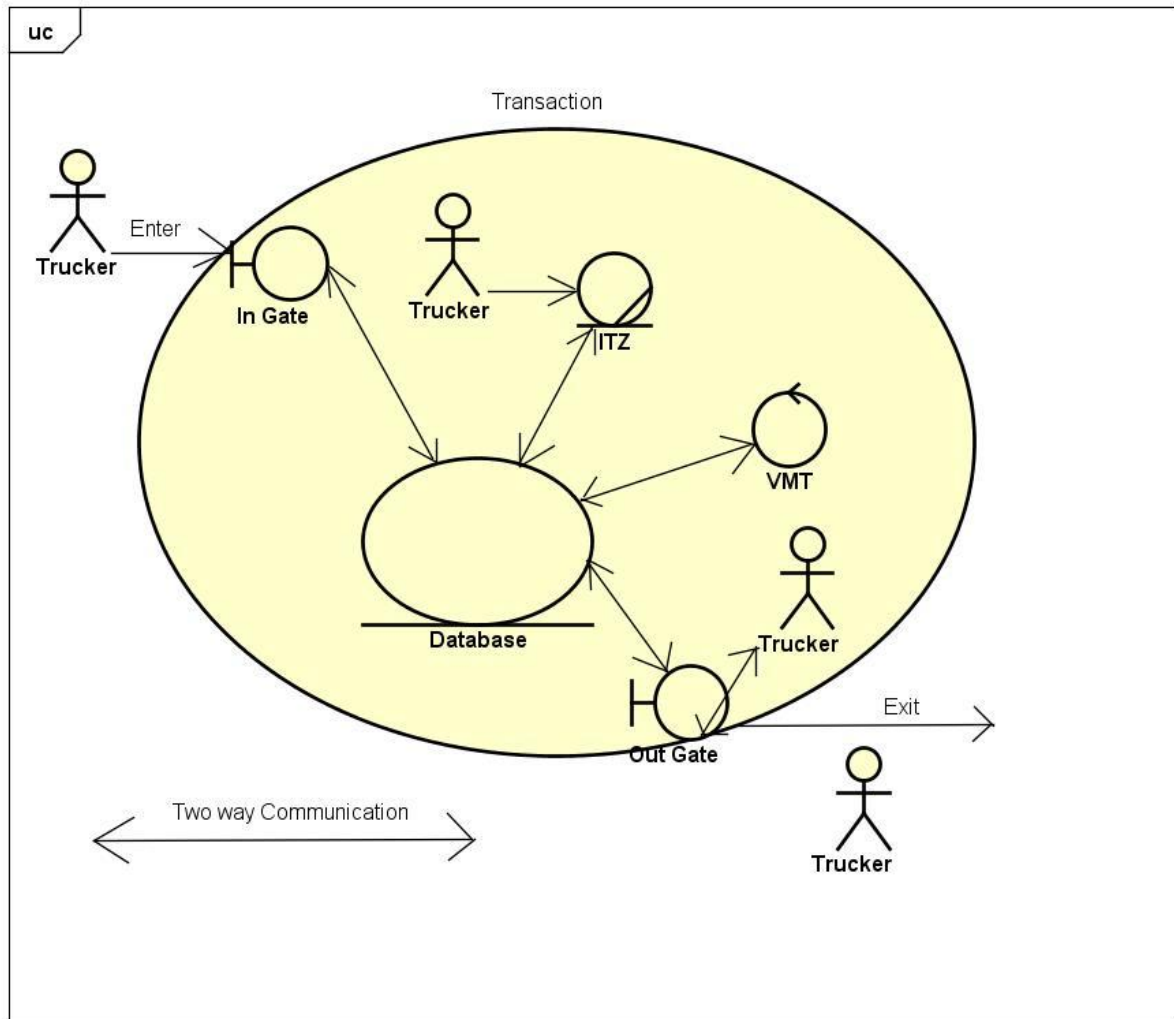 uc
Transaction
Enter
Trucker
In Gate
Trucker
ITZ
VMT
Database
Trucker
Exit
Out Gate
Two way Communication
Trucker